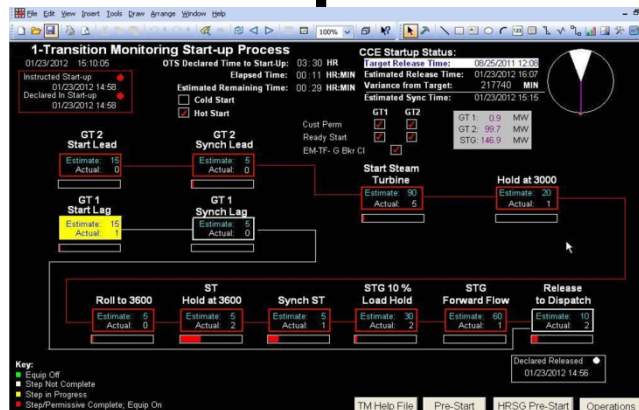 File Edit View Insert Tools Draw Arrange Window Help
100%
1-Transition Monitoring Start-up Process
01/23/2012 15:10:05
Instructed Start-up
01/23/2012 14:58
Declared In Start-up
01/23/2012 14:58
OTS Declared Time to Start-Up: 03:30 HR
Elapsed Time: 00:11 HR:MIN
Estimated Remaining Time: 00:29 HR:MIN
Cold Start
Hot Start
CCE Startup Status:
Target Release Time: 08/25/2011 12:08
Estimated Release Time: 01/23/2012 16:07
Variance from Target: 217740 MIN
Estimated Sync Time: 01/23/2012 15:15
GT1 GT2
Cust Perm
Ready Start
EM-TF- G Bkr Cl
GT 1: 0.9 MW
GT 2: 99.7 MW
STG: 146.9 MW
GT 2
Start Lead
Estimate: 15
Actual: 0
GT 2
Synch Lead
Estimate: 5
Actual: 0
Start Steam
Turbine
Estimate: 90
Actual: 5
Hold at 3000
Estimate: 20
Actual: 1
GT 1
Start Lag
Estimate: 15
Actual: 1
GT 1
Synch Lag
Estimate: 5
Actual: 0
Roll to 3600
Estimate: 5
Actual: 0
ST
Hold at 3600
Estimate: 5
Actual: 2
Synch ST
Estimate: 5
Actual: 1
STG 10 %
Load Hold
Estimate: 30
Actual: 2
STG
Forward Flow
Estimate: 60
Actual: 1
Release
to Dispatch
Estimate: 10
Actual: 2
Declared Released
01/23/2012 14:56
Key:
Equip Off
Step Not Complete
Step in Progress
Step/Permissive Complete; Equip On
TM Help File
Pre-Start
HRSG Pre-Start
Operations